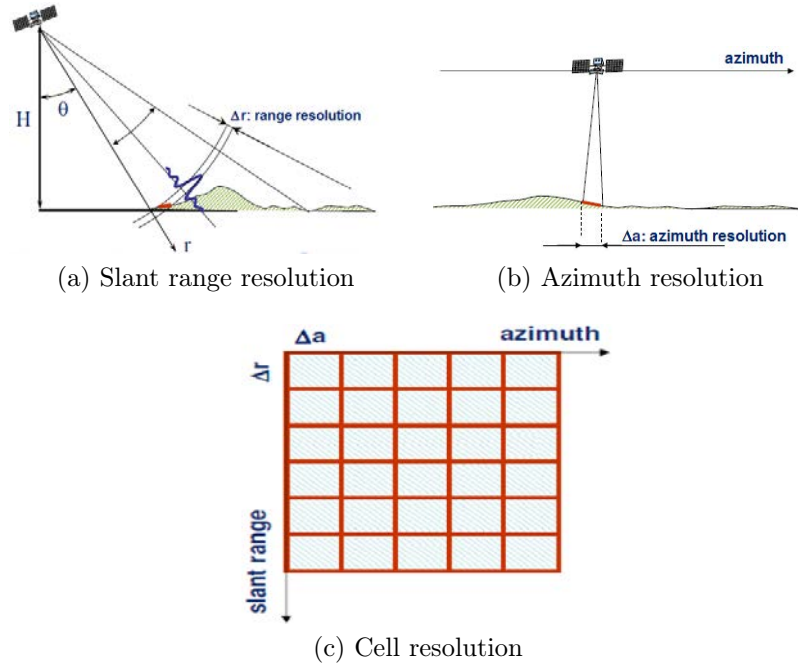 H
θ
Δr: range resolution
r
(a) Slant range resolution
azimuth
Δa: azimuth resolution
(b) Azimuth resolution
Δa azimuth
Δr
slant range
(c) Cell resolution